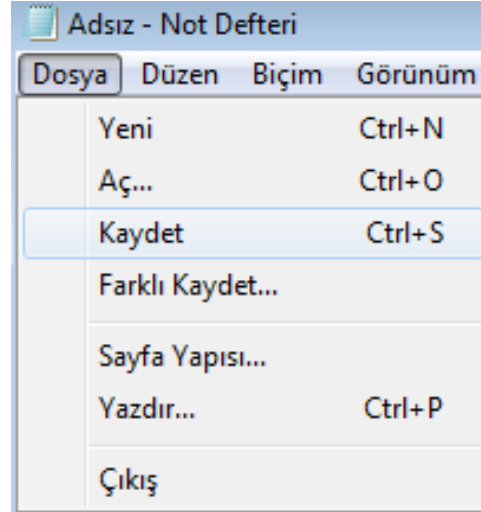 Adsız - Not Defteri
Dosya Düzen Biçim Görünüm
Yeni Ctrl+N
Aç... Ctrl+O
Kaydet Ctrl+S
Farklı Kaydet...
Sayfa Yapısı...
Yazdır... Ctrl+P
Çıkış